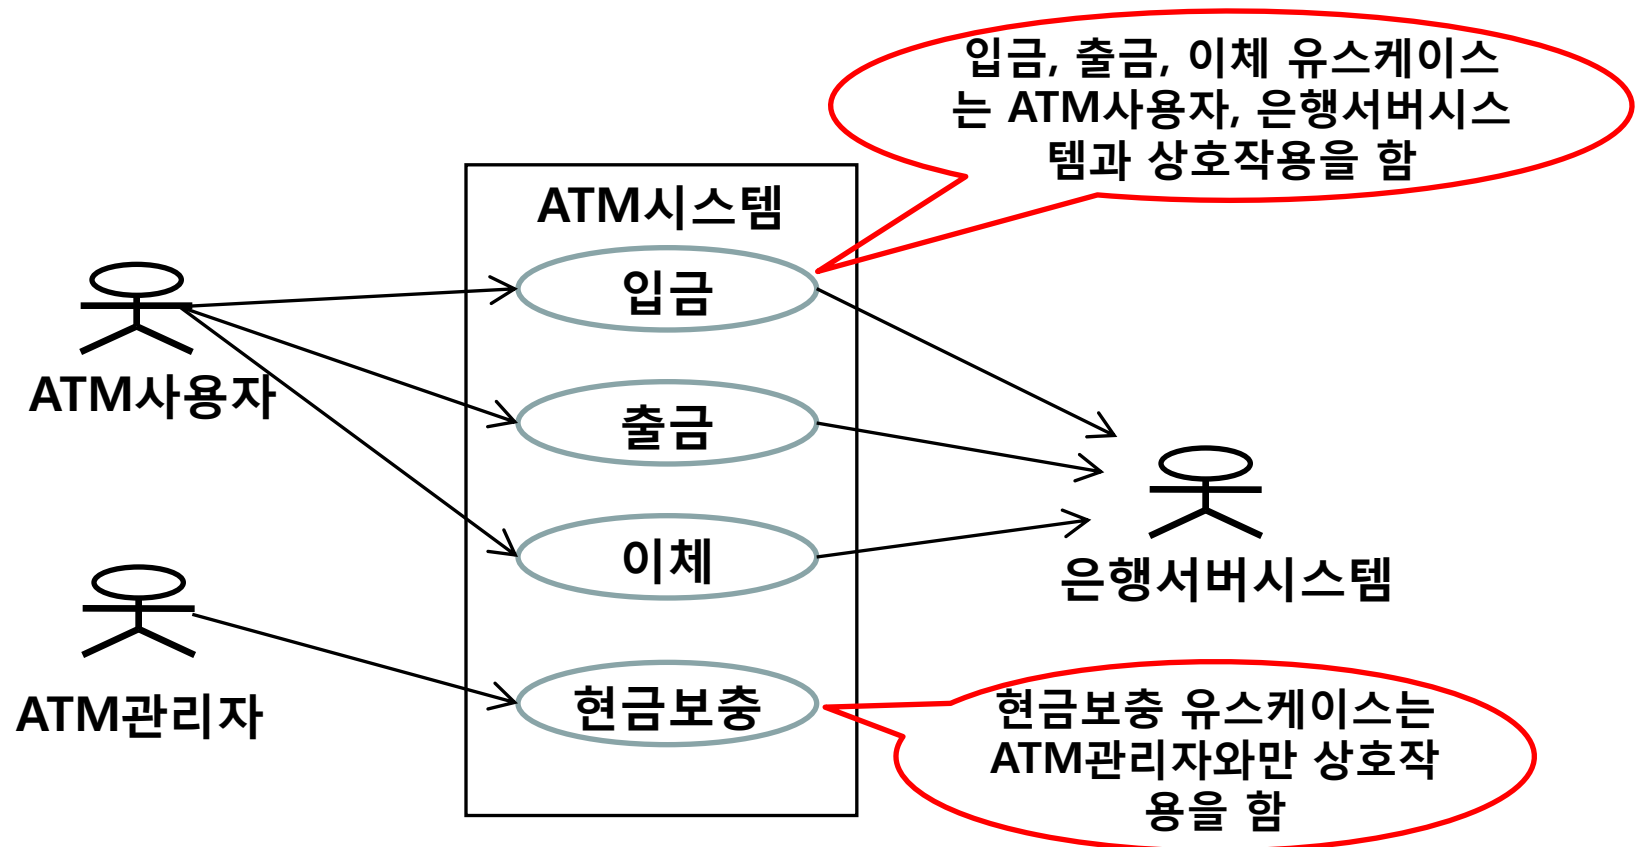 입금, 출금, 이체 유스케이스
는 ATM사용자, 은행서버시스
템과 상호작용을 함
ATM시스템
입금
ATM사용자
출금
이체
은행서버시스템
ATM관리자
현금보충
현금보충 유스케이스는
ATM관리자와만 상호작
용을 함